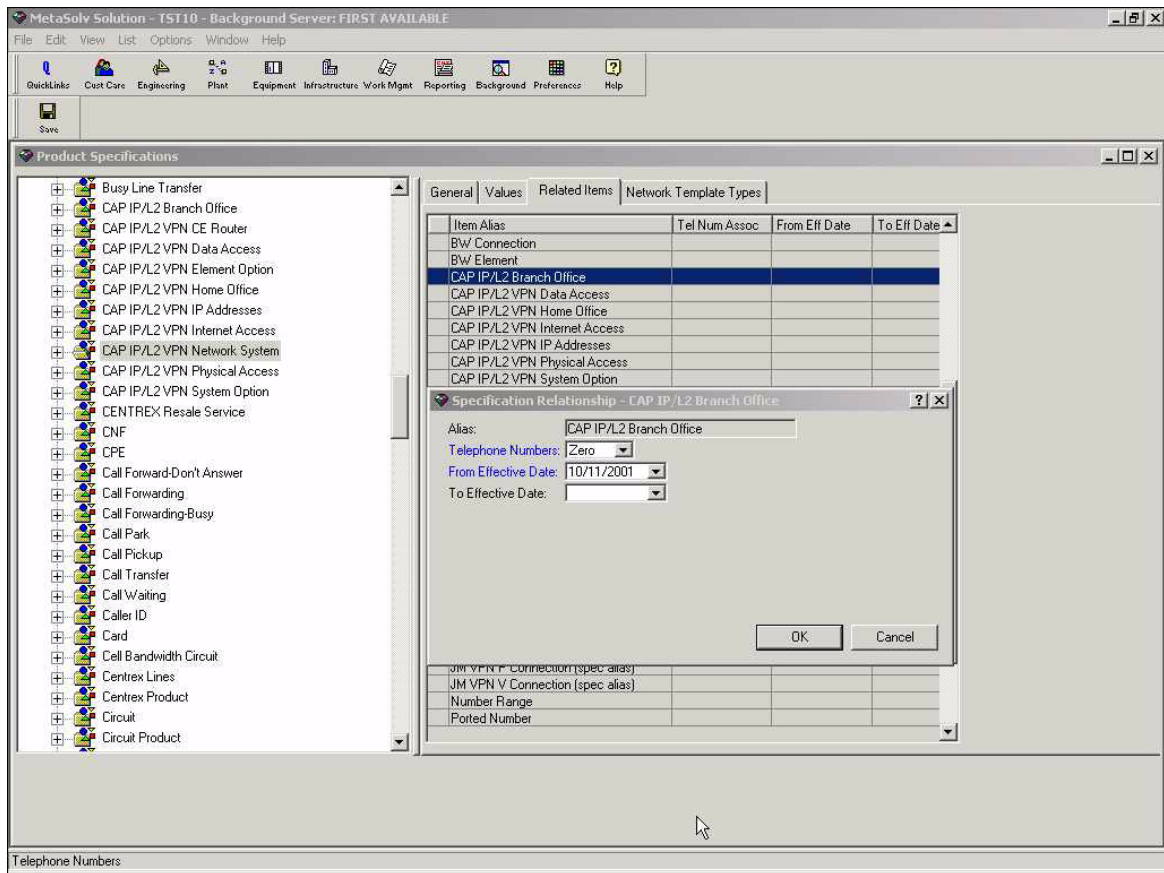 MetaSolv Solution - TST10 - Background Server: FIRST AVAILABLE
File Edit View List Options Window Help
QuickLinks Cust Care Engineering Plant Equipment Infrastructure Work Mgmt Reporting Background Preferences Help
Save
Product Specifications
Busy Line Transfer
CAP IP/L2 Branch Office
CAP IP/L2 VPN CE Router
CAP IP/L2 VPN Data Access
CAP IP/L2 VPN Element Option
CAP IP/L2 VPN Home Office
CAP IP/L2 VPN IP Addresses
CAP IP/L2 VPN Internet Access
CAP IP/L2 VPN Network System
CAP IP/L2 VPN Physical Access
CAP IP/L2 VPN System Option
CENTREX Resale Service
CNF
CPE
Call Forward-Don't Answer
Call Forwarding
Call Forwarding-Busy
Call Park
Call Pickup
Call Transfer
Call Waiting
Caller ID
Card
Cell Bandwidth Circuit
Centrex Lines
Centrex Product
Circuit
Circuit Product
General Values Related Items Network Template Types
Item Alias Tel Num Assoc From Eff Date To Eff Date
BW Connection
BW Element
CAP IP/L2 Branch Office
CAP IP/L2 VPN Data Access
CAP IP/L2 VPN Home Office
CAP IP/L2 VPN Internet Access
CAP IP/L2 VPN IP Addresses
CAP IP/L2 VPN Physical Access
CAP IP/L2 VPN System Option
Specification Relationship - CAP IP/L2 Branch Office
Alias: CAP IP/L2 Branch Office
Telephone Numbers: Zero
From Effective Date: 10/11/2001
To Effective Date:
OK Cancel
JM VPN P Connection (spec alias)
JM VPN V Connection (spec alias)
Number Range
Ported Number
Telephone Numbers